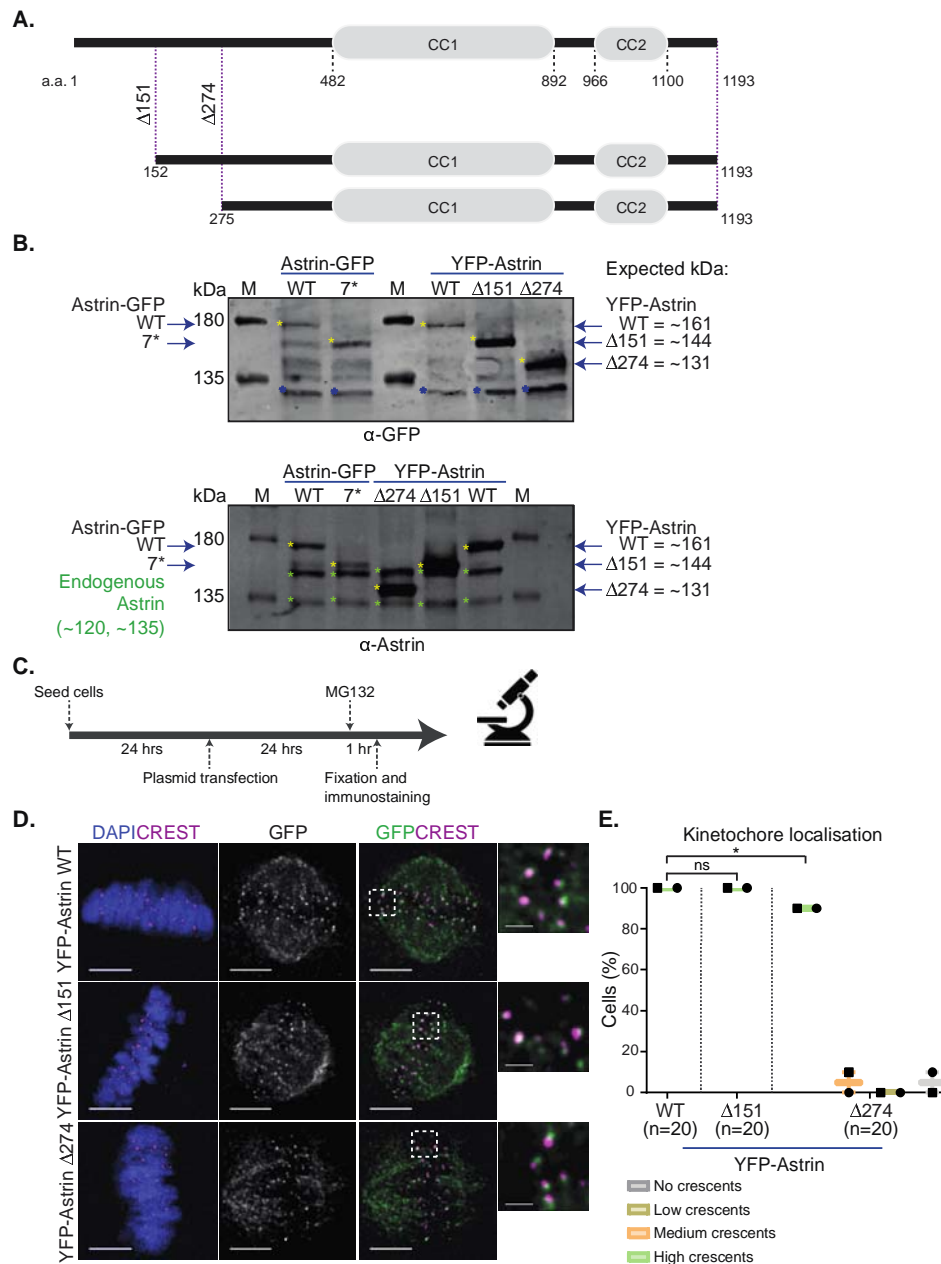 A.
CC1
CC2
a.a. 1
482
892
966
1100
1193
Δ151
Δ274
CC1
CC2
152
1193
CC1
CC2
275
1193
B.
Astrin-GFP
YFP-Astrin
Expected kDa:
kDa
M
WT
7*
M
WT
Δ151
Δ274
Astrin-GFP
WT
7*
180
135
YFP-Astrin
WT = ~161
Δ151 = ~144
Δ274 = ~131
α-GFP
Astrin-GFP
YFP-Astrin
kDa
M
WT
7*
Δ274
Δ151
WT
M
Astrin-GFP
WT
7*
Endogenous
Astrin
(~120, ~135)
180
135
YFP-Astrin
WT = ~161
Δ151 = ~144
Δ274 = ~131
α-Astrin
C.
Seed cells
MG132
24 hrs
24 hrs
1 hr
Plasmid transfection
Fixation and
immunostaining
D.
DAPICREST
GFP
GFPCREST
YFP-Astrin WT
YFP-Astrin Δ151
YFP-Astrin Δ274
E.
Kinetochore localisation
*
ns
Cells (%)
100
80
60
40
20
10
0
WT
(n=20)
Δ151
(n=20)
Δ274
(n=20)
YFP-Astrin
No crescents
Low crescents
Medium crescents
High crescents